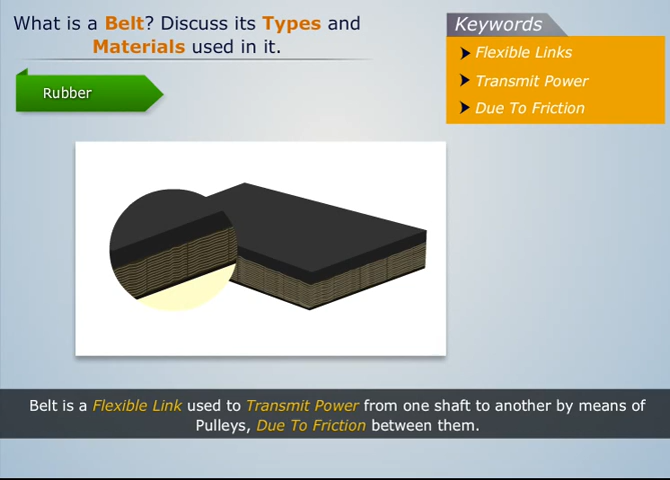 What is a Belt? Discuss its Types and
Materials used in it.
Keywords
Flexible Links
Transmit Power
Due To Friction
Rubber
Belt is a Flexible Link used to Transmit Power from one shaft to another by means of
Pulleys, Due To Friction between them.